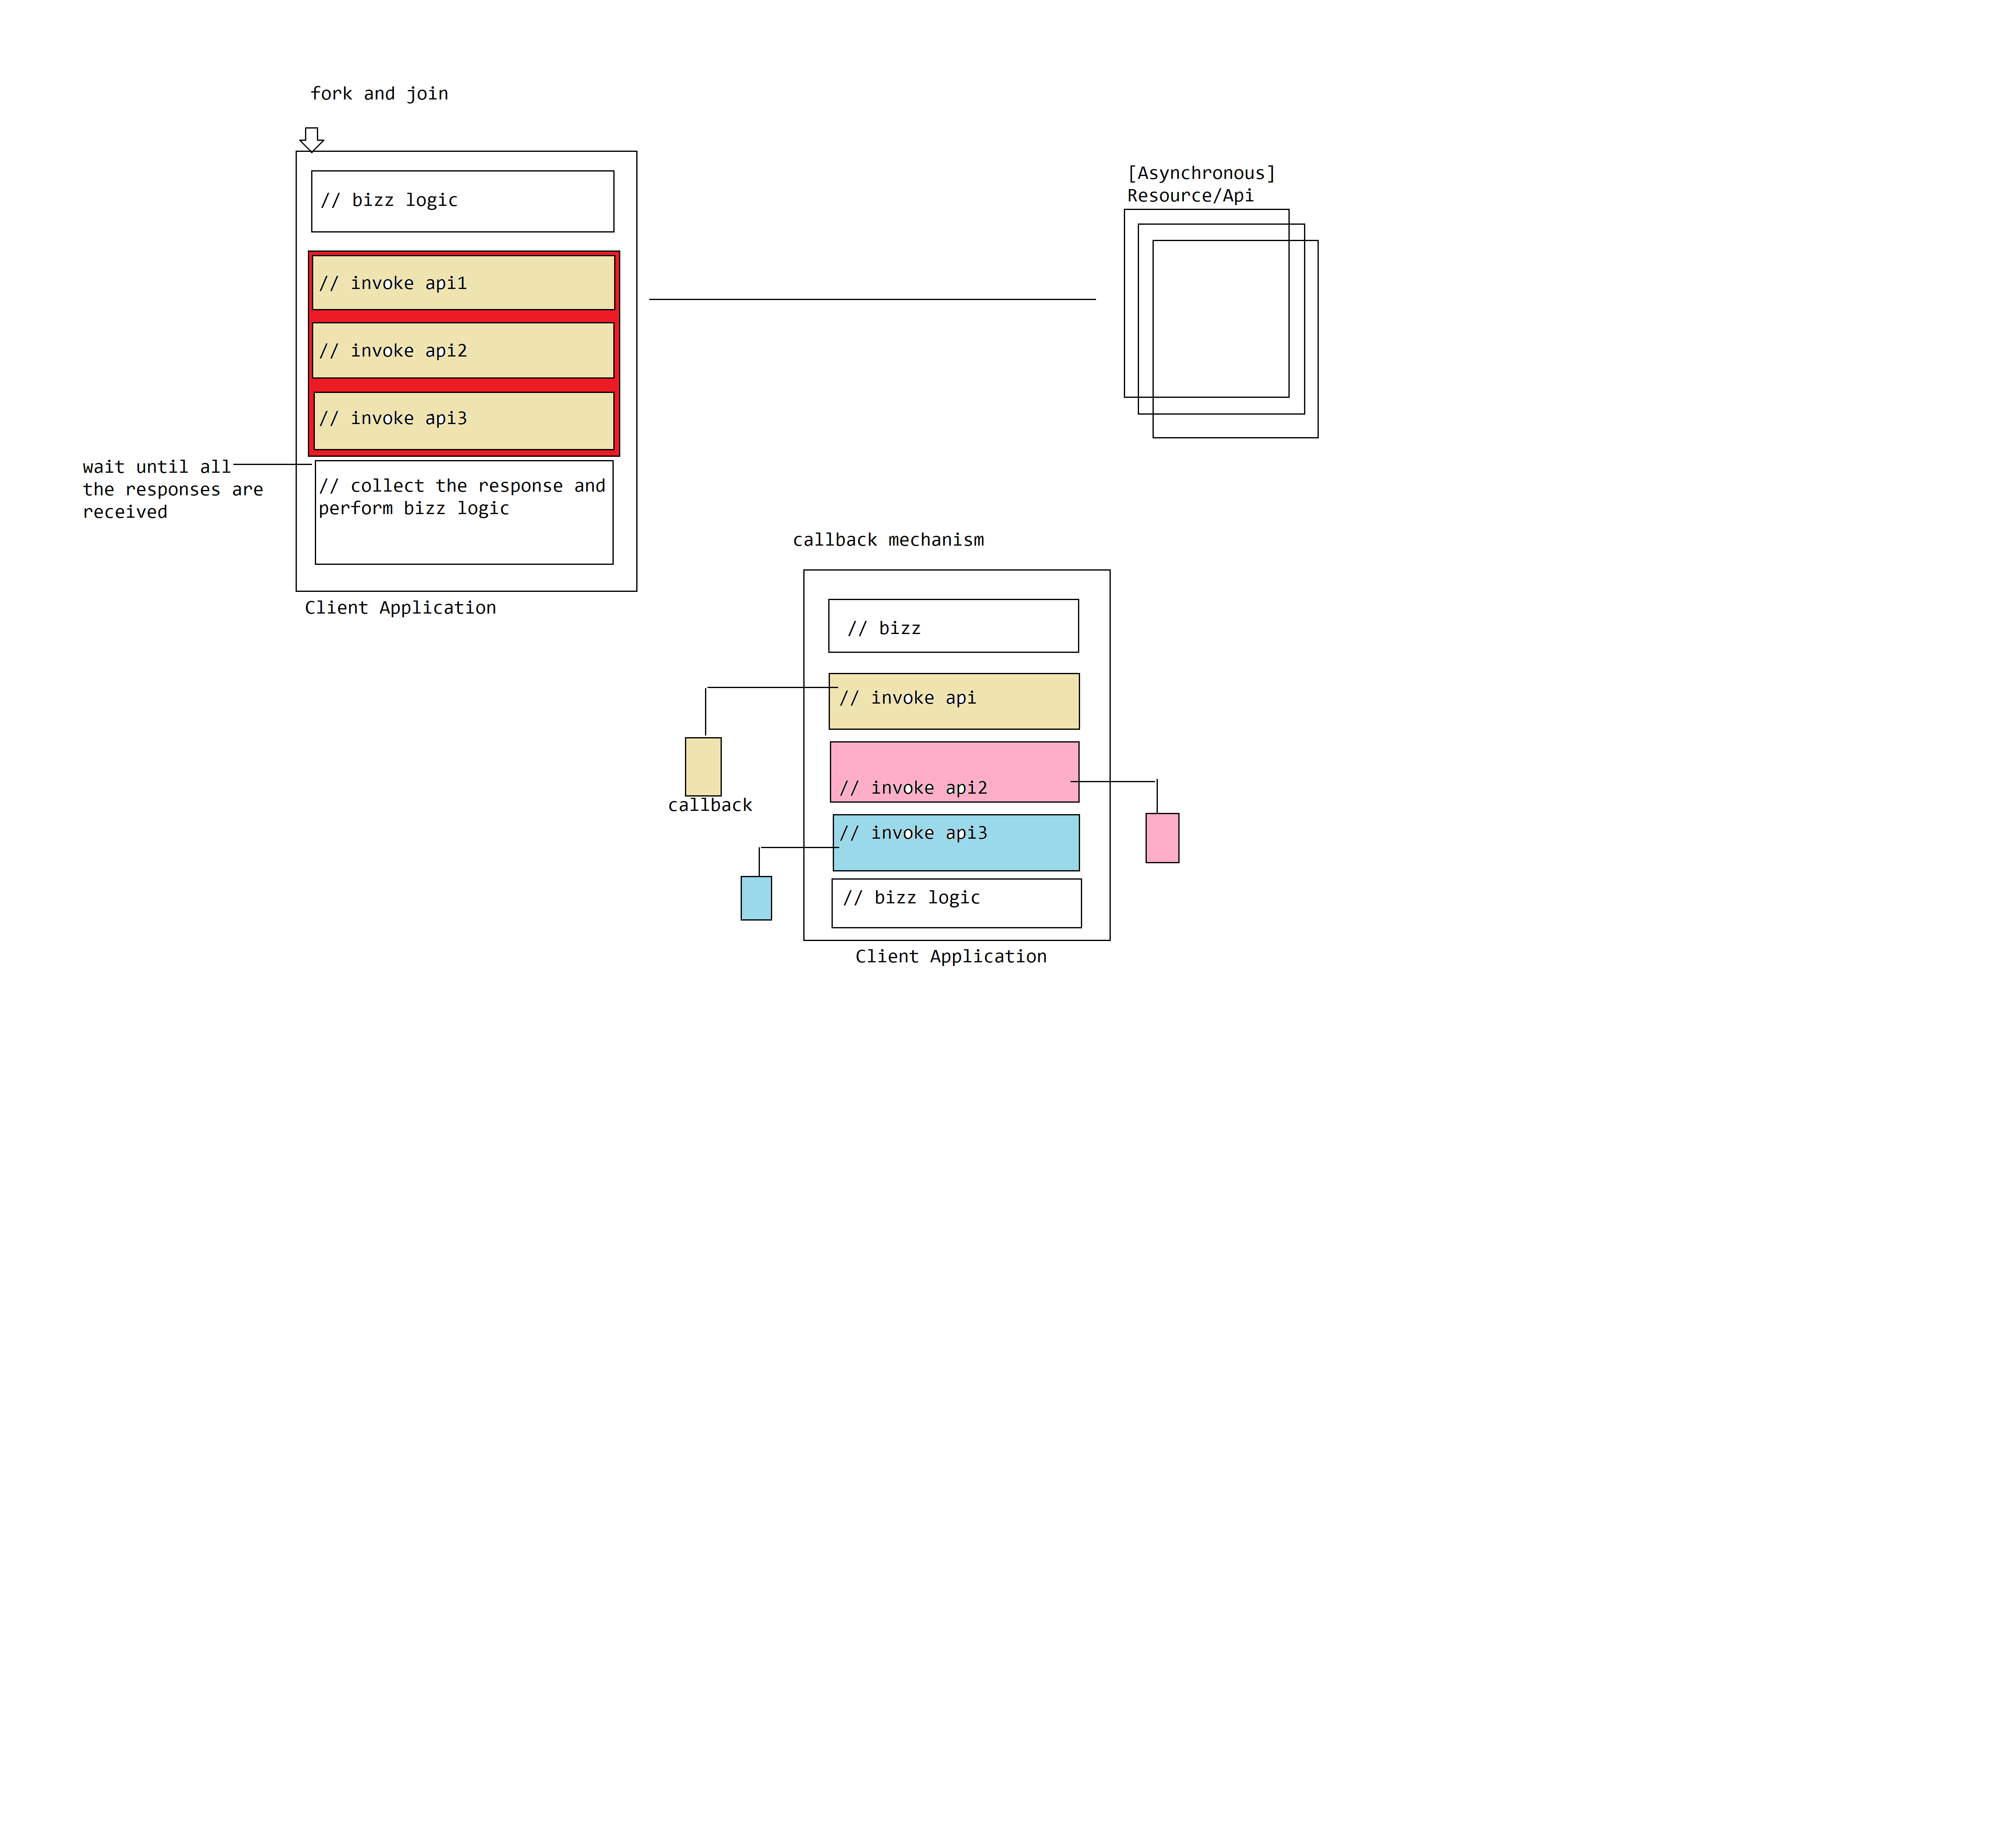 fork and join
// bizz logic
// invoke api1
// invoke api2
// invoke api3
wait until all
the responses are
received
// collect the response and
perform bizz logic
Client Application
[Asynchronous]
Resource/Api
callback mechanism
// bizz
// invoke api
callback
// invoke api2
// invoke api3
// bizz logic
Client Application